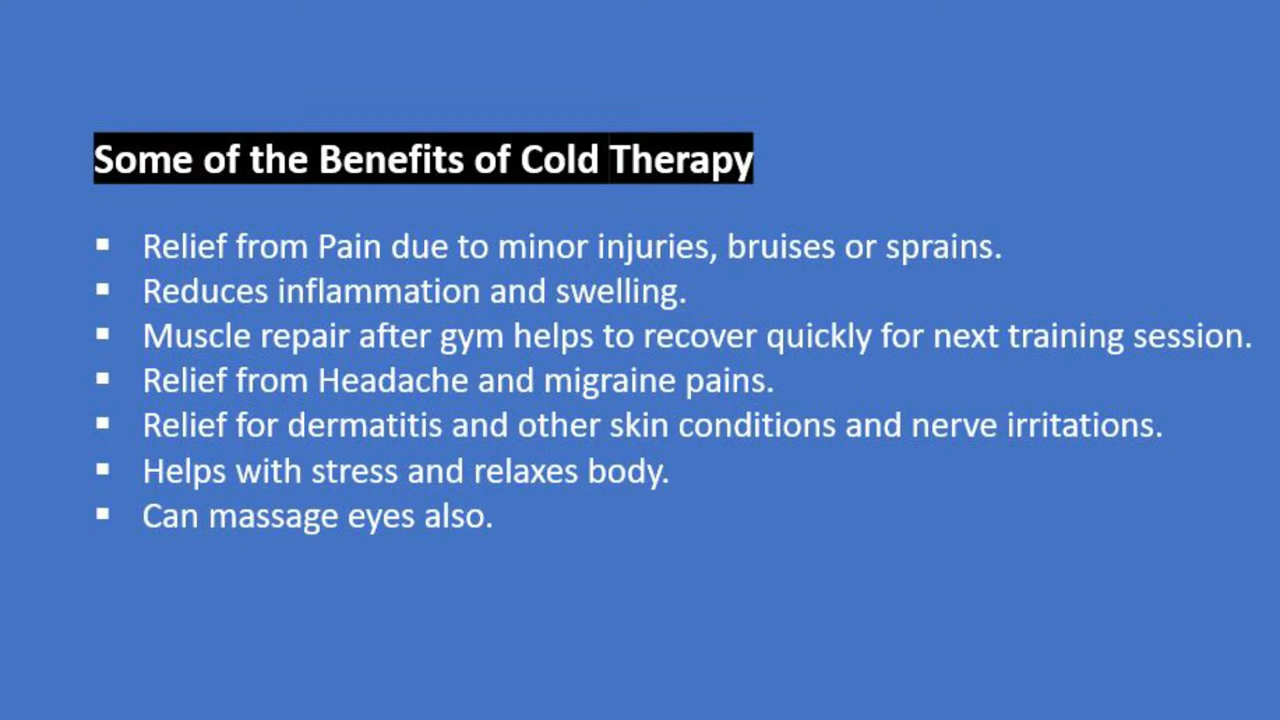 Some of the Benefits of Cold Therapy
▪ Relief from Pain due to minor injuries, bruises or sprains.
▪ Reduces inflammation and swelling.
▪ Muscle repair after gym helps to recover quickly for next training session.
▪ Relief from Headache and migraine pains.
▪ Relief for dermatitis and other skin conditions and nerve irritations.
▪ Helps with stress and relaxes body.
▪ Can massage eyes also.